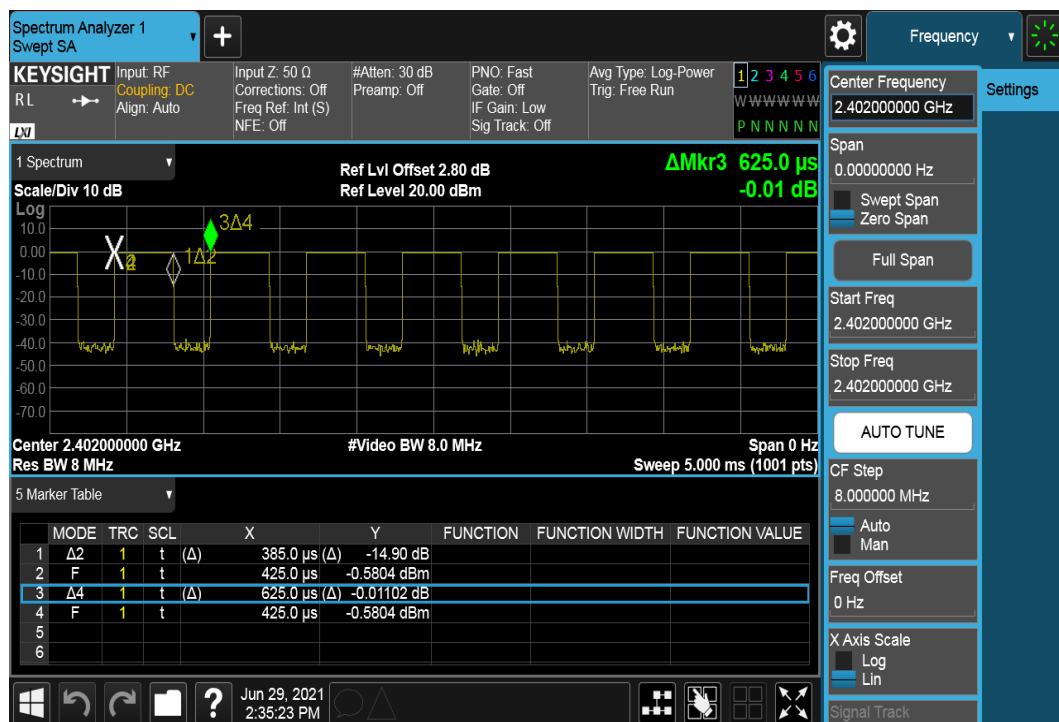 Spectrum Analyzer 1
Swept SA
Frequency
KEYSIGHT
R L
LXI
Input: RF
Coupling: DC
Align: Auto
Input Z: 50 Ω
Corrections: Off
Freq Ref: Int (S)
NFE: Off
#Atten: 30 dB
Preamp: Off
PNO: Fast
Gate: Off
IF Gain: Low
Sig Track: Off
Avg Type: Log-Power
Trig: Free Run
1 2 3 4 5 6
W W W W W W
P N N N N N
1 Spectrum
Scale/Div 10 dB
Ref Lvl Offset 2.80 dB
Ref Level 20.00 dBm
ΔMkr3 625.0 µs
-0.01 dB
Log
10.0
0.00
-10.0
-20.0
-30.0
-40.0
-50.0
-60.0
-70.0
3Δ4
1Δ2
Center 2.402000000 GHz
#Video BW 8.0 MHz
Span 0 Hz
Res BW 8 MHz
Sweep 5.000 ms (1001 pts)
5 Marker Table
MODE TRC SCL X Y FUNCTION FUNCTION WIDTH FUNCTION VALUE
1 Δ2 1 t (Δ) 385.0 µs (Δ) -14.90 dB
2 F 1 t 425.0 µs -0.5804 dBm
3 Δ4 1 t (Δ) 625.0 µs (Δ) -0.01102 dB
4 F 1 t 425.0 µs -0.5804 dBm
5
6
Jun 29, 2021
2:35:23 PM
Center Frequency
2.402000000 GHz
Settings
Span
0.00000000 Hz
Swept Span
Zero Span
Full Span
Start Freq
2.402000000 GHz
Stop Freq
2.402000000 GHz
AUTO TUNE
CF Step
8.000000 MHz
Auto
Man
Freq Offset
0 Hz
X Axis Scale
Log
Lin
Signal Track